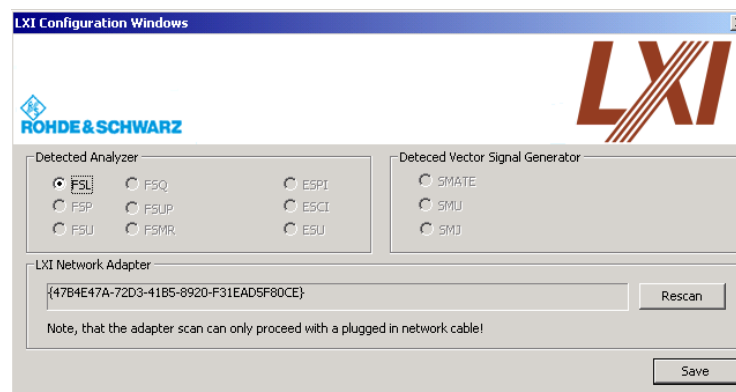 LXI Configuration Windows
LXI
ROHDE & SCHWARZ
Detected Analyzer
FSL FSQ ESPI
FSP FSUP ESCI
FSU FSMR ESU
Deteced Vector Signal Generator
SMATE
SMU
SMJ
LXI Network Adapter
{47B4E47A-72D3-41B5-8920-F31EAD5F80CE}
Rescan
Note, that the adapter scan can only proceed with a plugged in network cable!
Save